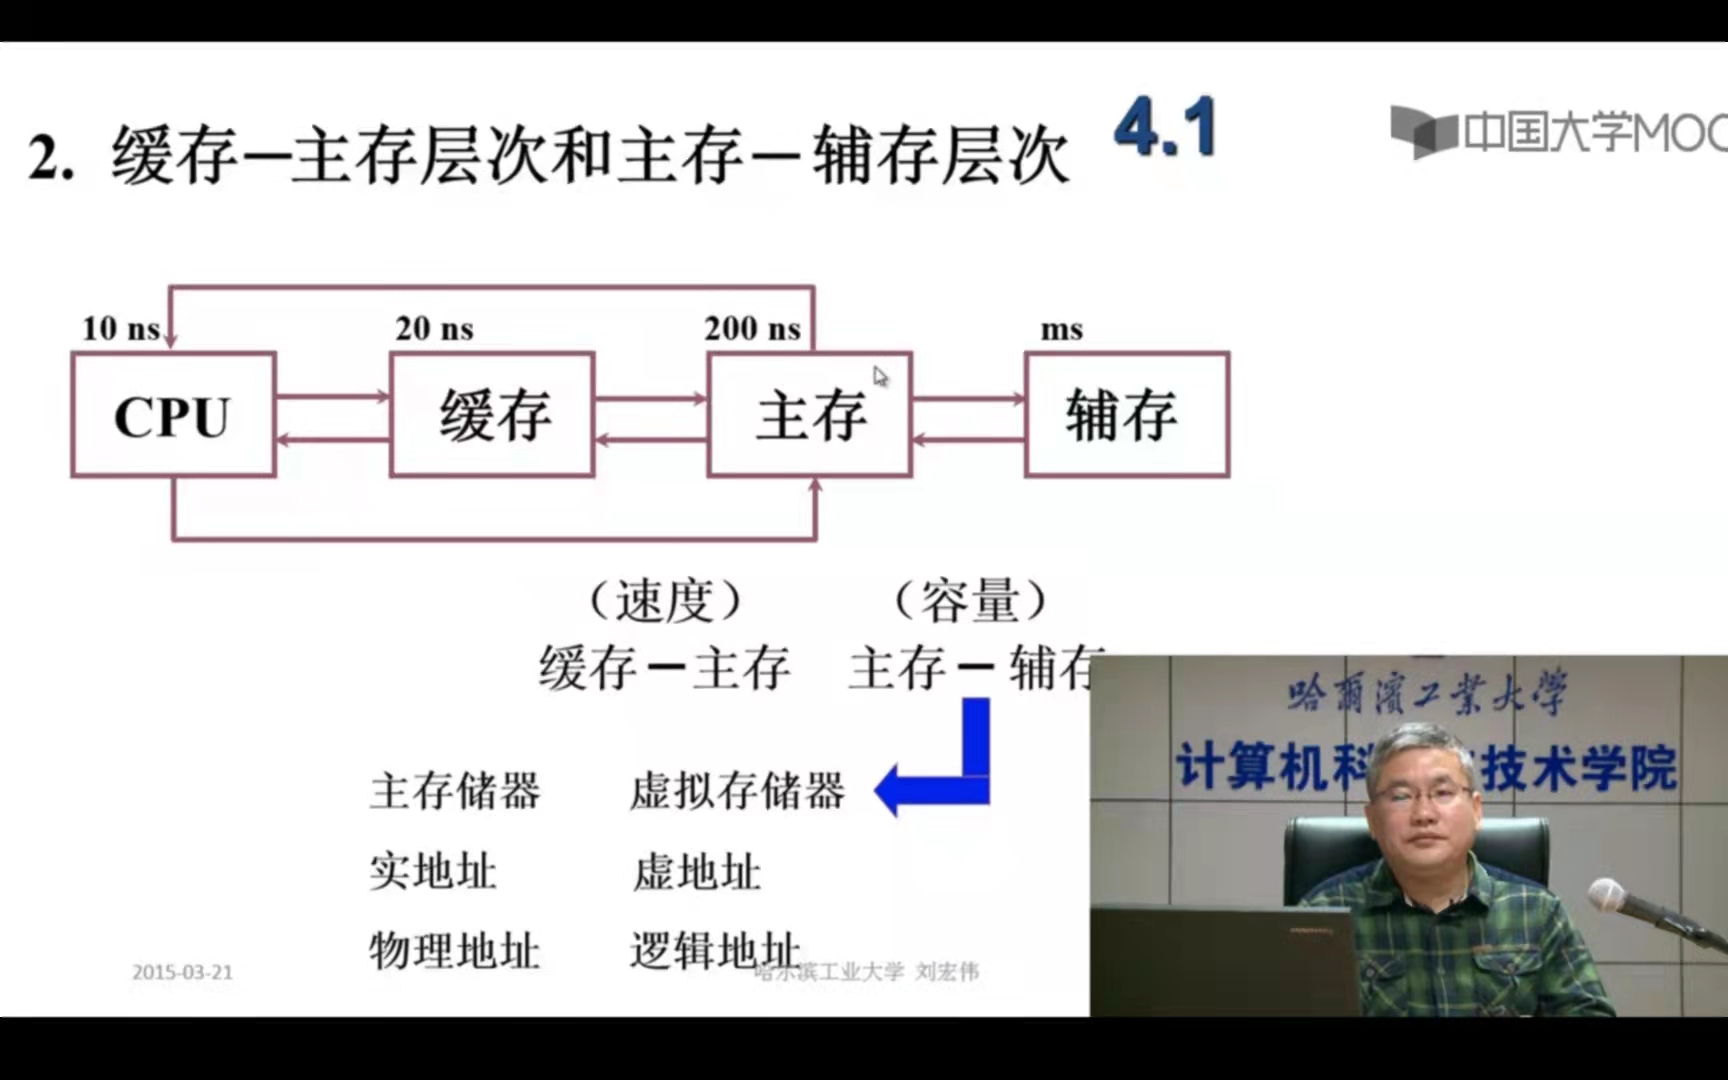 2. 缓存－主存层次和主存－辅存层次 4.1
中国大学MOO
10 ns 20 ns 200 ns ms
CPU 缓存 主存 辅存
（速度） （容量）
缓存－主存 主存－辅存
主存储器 虚拟存储器
实地址 虚地址
物理地址 逻辑地址
2015-03-21 哈尔滨工业大学 刘宏伟
哈爾濱工業大學
计算机科 技术学院